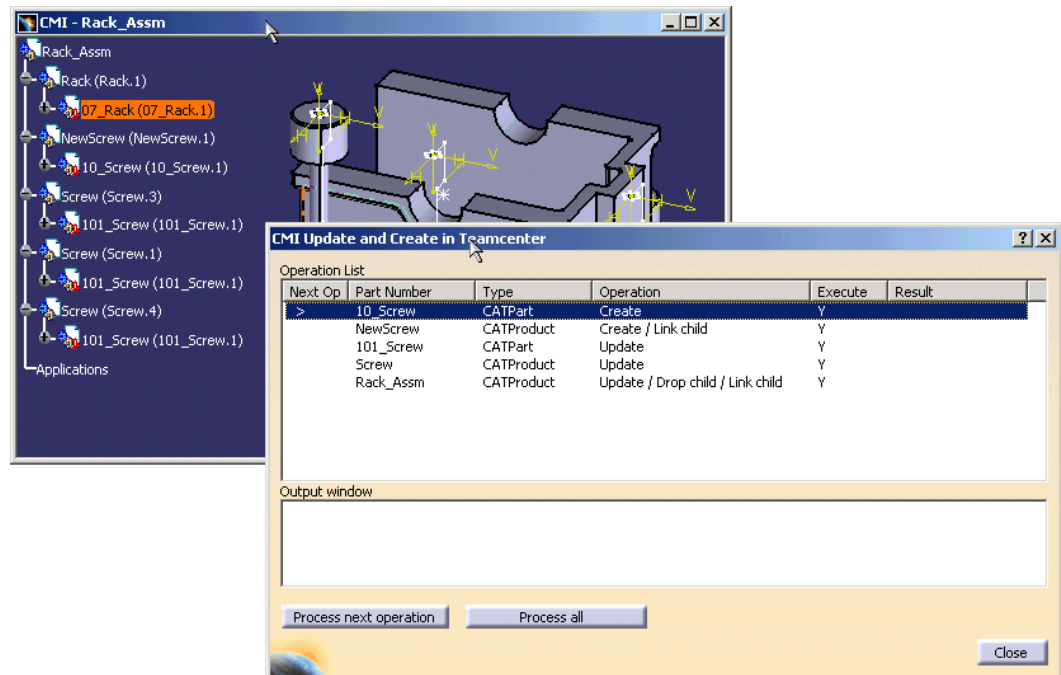 CMI - Rack_Assm
Rack_Assm
Rack (Rack.1)
07_Rack (07_Rack.1)
NewScrew (NewScrew.1)
10_Screw (10_Screw.1)
Screw (Screw.3)
101_Screw (101_Screw.1)
Screw (Screw.1)
101_Screw (101_Screw.1)
Screw (Screw.4)
101_Screw (101_Screw.1)
Applications
V
V
H
V
V
CMI Update and Create in Teamcenter
Operation List
Next Op Part Number Type Operation Execute Result
> 10_Screw CATPart Create Y
NewScrew CATProduct Create / Link child Y
101_Screw CATPart Update Y
Screw CATProduct Update Y
Rack_Assm CATProduct Update / Drop child / Link child Y
Output window
Process next operation Process all
Close